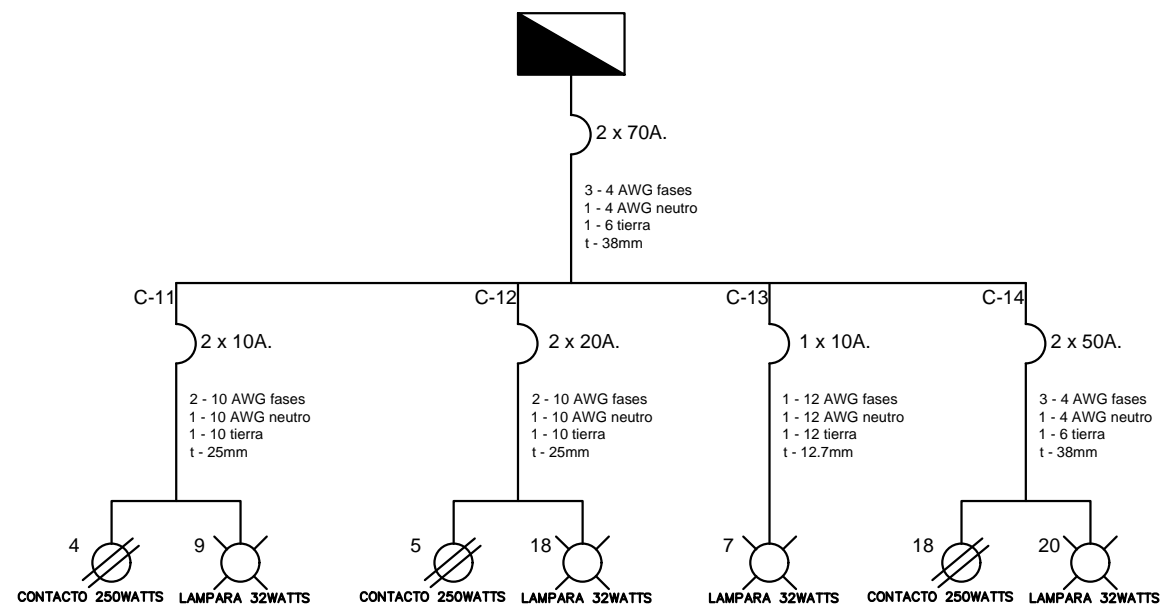 2 x 70A.
3 - 4 AWG fases
1 - 4 AWG neutro
1 - 6 tierra
t - 38mm
C-11
C-12
C-13
C-14
2 x 10A.
2 x 20A.
1 x 10A.
2 x 50A.
2 - 10 AWG fases
1 - 10 AWG neutro
1 - 10 tierra
t - 25mm
2 - 10 AWG fases
1 - 10 AWG neutro
1 - 10 tierra
t - 25mm
1 - 12 AWG fases
1 - 12 AWG neutro
1 - 12 tierra
t - 12.7mm
3 - 4 AWG fases
1 - 4 AWG neutro
1 - 6 tierra
t - 38mm
4
9
5
18
7
18
20
CONTACTO 250WATTS
LAMPARA 32WATTS
CONTACTO 250WATTS
LAMPARA 32WATTS
LAMPARA 32WATTS
CONTACTO 250WATTS
LAMPARA 32WATTS